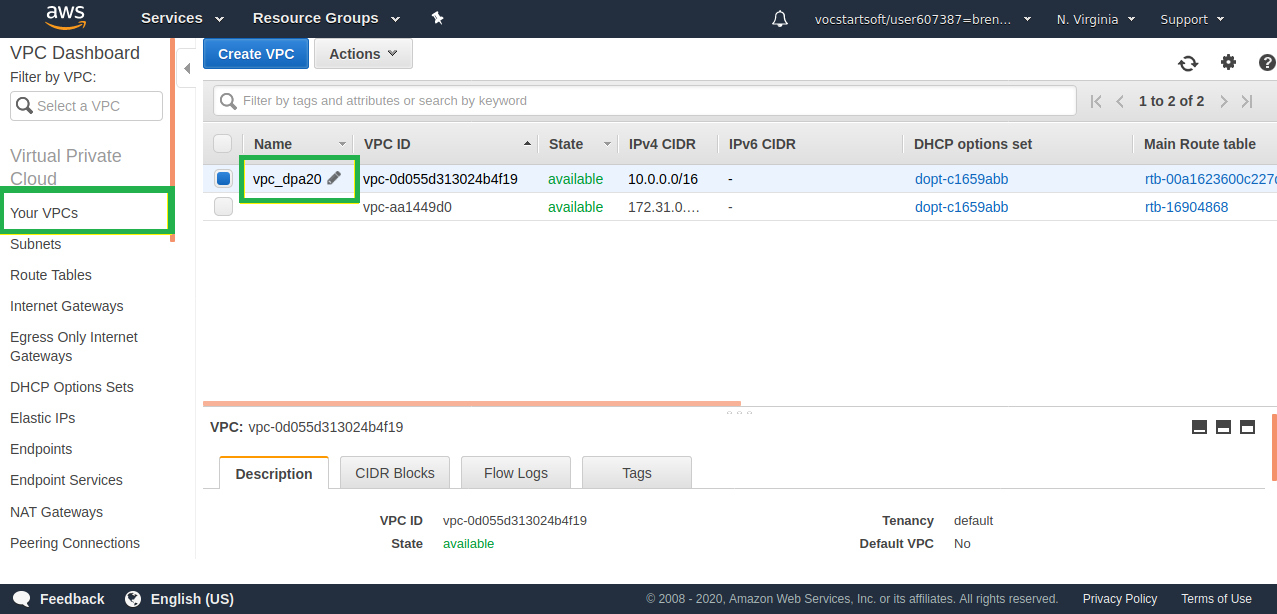 aws Services Resource Groups vocstartsoft/user607387=bren... N. Virginia Support
VPC Dashboard
Filter by VPC:
Select a VPC
Virtual Private
Cloud
Your VPCs
Subnets
Route Tables
Internet Gateways
Egress Only Internet
Gateways
DHCP Options Sets
Elastic IPs
Endpoints
Endpoint Services
NAT Gateways
Peering Connections
Create VPC Actions
Filter by tags and attributes or search by keyword 1 to 2 of 2
Name VPC ID State IPv4 CIDR IPv6 CIDR DHCP options set Main Route table
vpc_dpa20 vpc-0d055d313024b4f19 available 10.0.0.0/16 - dopt-c1659abb rtb-00a1623600c227c
vpc-aa1449d0 available 172.31.0.... - dopt-c1659abb rtb-16904868
VPC: vpc-0d055d313024b4f19
Description CIDR Blocks Flow Logs Tags
VPC ID vpc-0d055d313024b4f19 Tenancy default
State available Default VPC No
Feedback English (US) © 2008 - 2020, Amazon Web Services, Inc. or its affiliates. All rights reserved. Privacy Policy Terms of Use